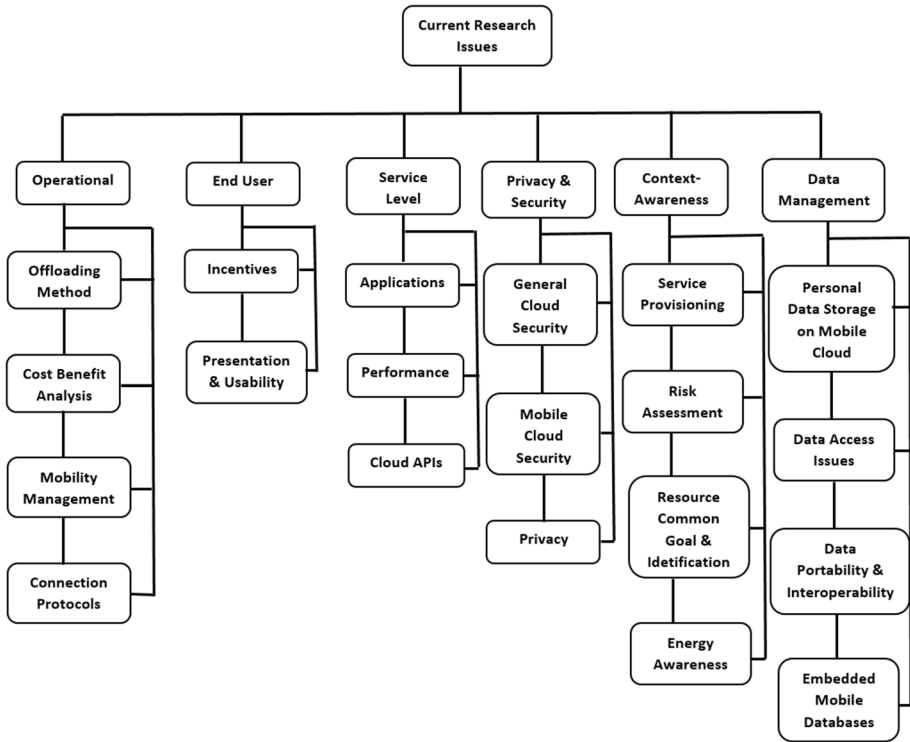 Current Research
Issues
Operational
End User
Service
Level
Privacy &
Security
Context-
Awareness
Data
Management
Offloading
Method
Cost Benefit
Analysis
Mobility
Management
Connection
Protocols
Incentives
Presentation
& Usability
Applications
Performance
Cloud APIs
General
Cloud
Security
Mobile
Cloud
Security
Privacy
Service
Provisioning
Risk
Assessment
Resource
Common
Goal &
Idetification
Energy
Awareness
Personal
Data Storage
on Mobile
Cloud
Data Access
Issues
Data
Portability &
Interoperability
Embedded
Mobile
Databases